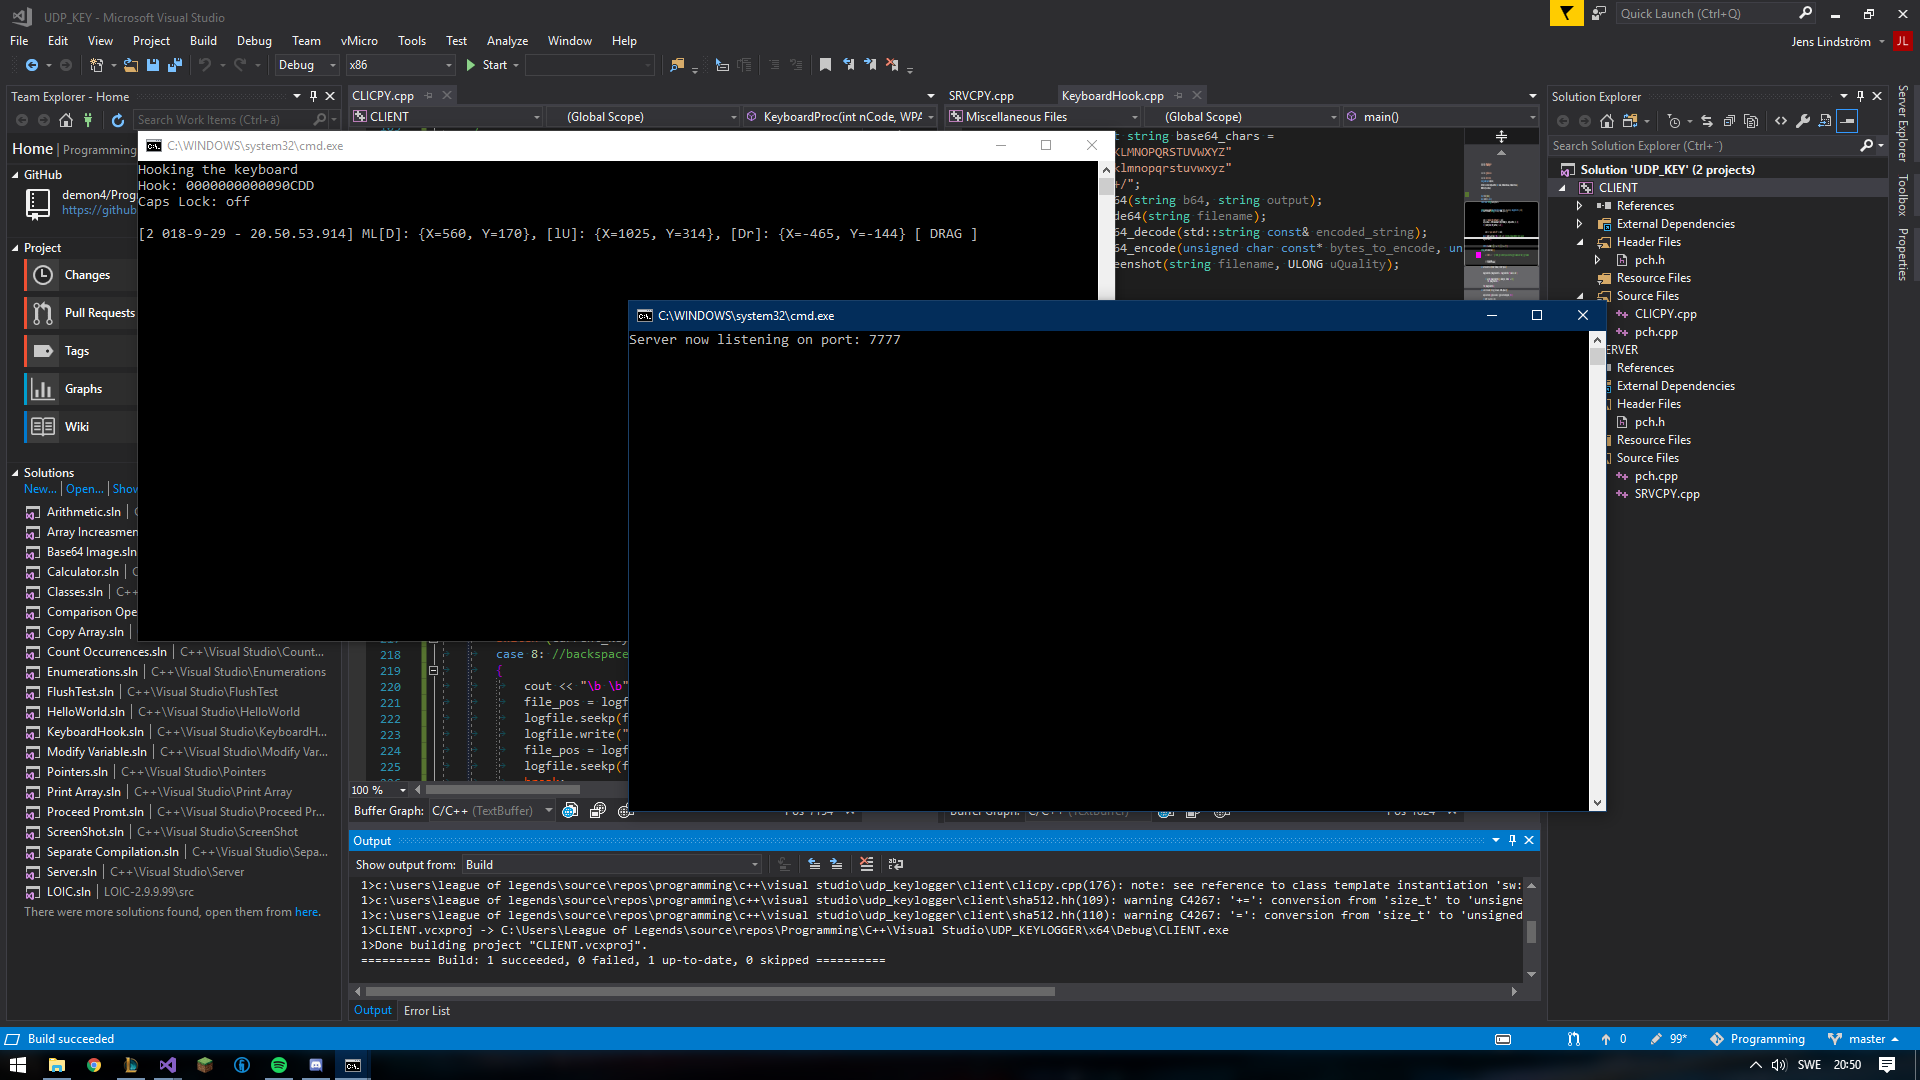 UDP_KEY - Microsoft Visual Studio
Quick Launch (Ctrl+Q)
File Edit View Project Build Debug Team vMicro Tools Test Analyze Window Help
Jens Lindström JL
Debug x86 Start
Team Explorer - Home
Search Work Items (Ctrl+ä)
Home | Programming
GitHub
demon4/Prog
https://github
Project
Changes
Pull Requests
Tags
Graphs
Wiki
Solutions
New... | Open... | Show
Arithmetic.sln
Array Increasmen
Base64 Image.sln
Calculator.sln | C
Classes.sln | C++
Comparison Ope
Copy Array.sln
Count Occurrences.sln | C++\Visual Studio\Count...
Enumerations.sln | C++\Visual Studio\Enumerations
FlushTest.sln | C++\Visual Studio\FlushTest
HelloWorld.sln | C++\Visual Studio\HelloWorld
KeyboardHook.sln | C++\Visual Studio\KeyboardH...
Modify Variable.sln | C++\Visual Studio\Modify Var...
Pointers.sln | C++\Visual Studio\Pointers
Print Array.sln | C++\Visual Studio\Print Array
Proceed Promt.sln | C++\Visual Studio\Proceed Pr...
ScreenShot.sln | C++\Visual Studio\ScreenShot
Separate Compilation.sln | C++\Visual Studio\Sepa...
Server.sln | C++\Visual Studio\Server
LOIC.sln | LOIC-2.9.9.99\src
There were more solutions found, open them from here.
CLICPY.cpp
CLIENT (Global Scope) KeyboardProc(int nCode, WPA
SRVCPY.cpp KeyboardHook.cpp
Miscellaneous Files (Global Scope) main()
C:\WINDOWS\system32\cmd.exe
Hooking the keyboard
Hook: 0000000000090CDD
Caps Lock: off
[2 018-9-29 - 20.50.53.914] ML[D]: {X=560, Y=170}, [lU]: {X=1025, Y=314}, [Dr]: {X=-465, Y=-144} [ DRAG ]
t string base64_chars =
KLMNOPQRSTUVWXYZ"
klmnopqrstuvwxyz"
+/";
64(string b64, string output);
de64(string filename);
64_decode(std::string const& encoded_string);
64_encode(unsigned char const* bytes_to_encode, un
eenshot(string filename, ULONG uQuality);
C:\WINDOWS\system32\cmd.exe
Server now listening on port: 7777
218 case 8: //backspace
219 {
220 cout << "\b \b"
221 file_pos = logf
222 logfile.seekp(f
223 logfile.write("
224 file_pos = logf
225 logfile.seekp(f
100 %
Buffer Graph: C/C++ (TextBuffer)
Output
Show output from: Build
1>c:\users\league of legends\source\repos\programming\c++\visual studio\udp_keylogger\client\clicpy.cpp(176): note: see reference to class template instantiation 'sw:
1>c:\users\league of legends\source\repos\programming\c++\visual studio\udp_keylogger\client\sha512.hh(109): warning C4267: '+=': conversion from 'size_t' to 'unsigne
1>c:\users\league of legends\source\repos\programming\c++\visual studio\udp_keylogger\client\sha512.hh(110): warning C4267: '=': conversion from 'size_t' to 'unsigned
1>CLIENT.vcxproj -> C:\Users\League of Legends\source\repos\Programming\C++\Visual Studio\UDP_KEYLOGGER\x64\Debug\CLIENT.exe
1>Done building project "CLIENT.vcxproj".
========== Build: 1 succeeded, 0 failed, 1 up-to-date, 0 skipped ==========
Output Error List
Solution Explorer
Search Solution Explorer (Ctrl+¨)
Solution 'UDP_KEY' (2 projects)
CLIENT
References
External Dependencies
Header Files
pch.h
Resource Files
Source Files
CLICPY.cpp
pch.cpp
ERVER
References
External Dependencies
Header Files
pch.h
Resource Files
Source Files
pch.cpp
SRVCPY.cpp
Server Explorer
Toolbox
Properties
Build succeeded
0 99* Programming master
SWE 20:50